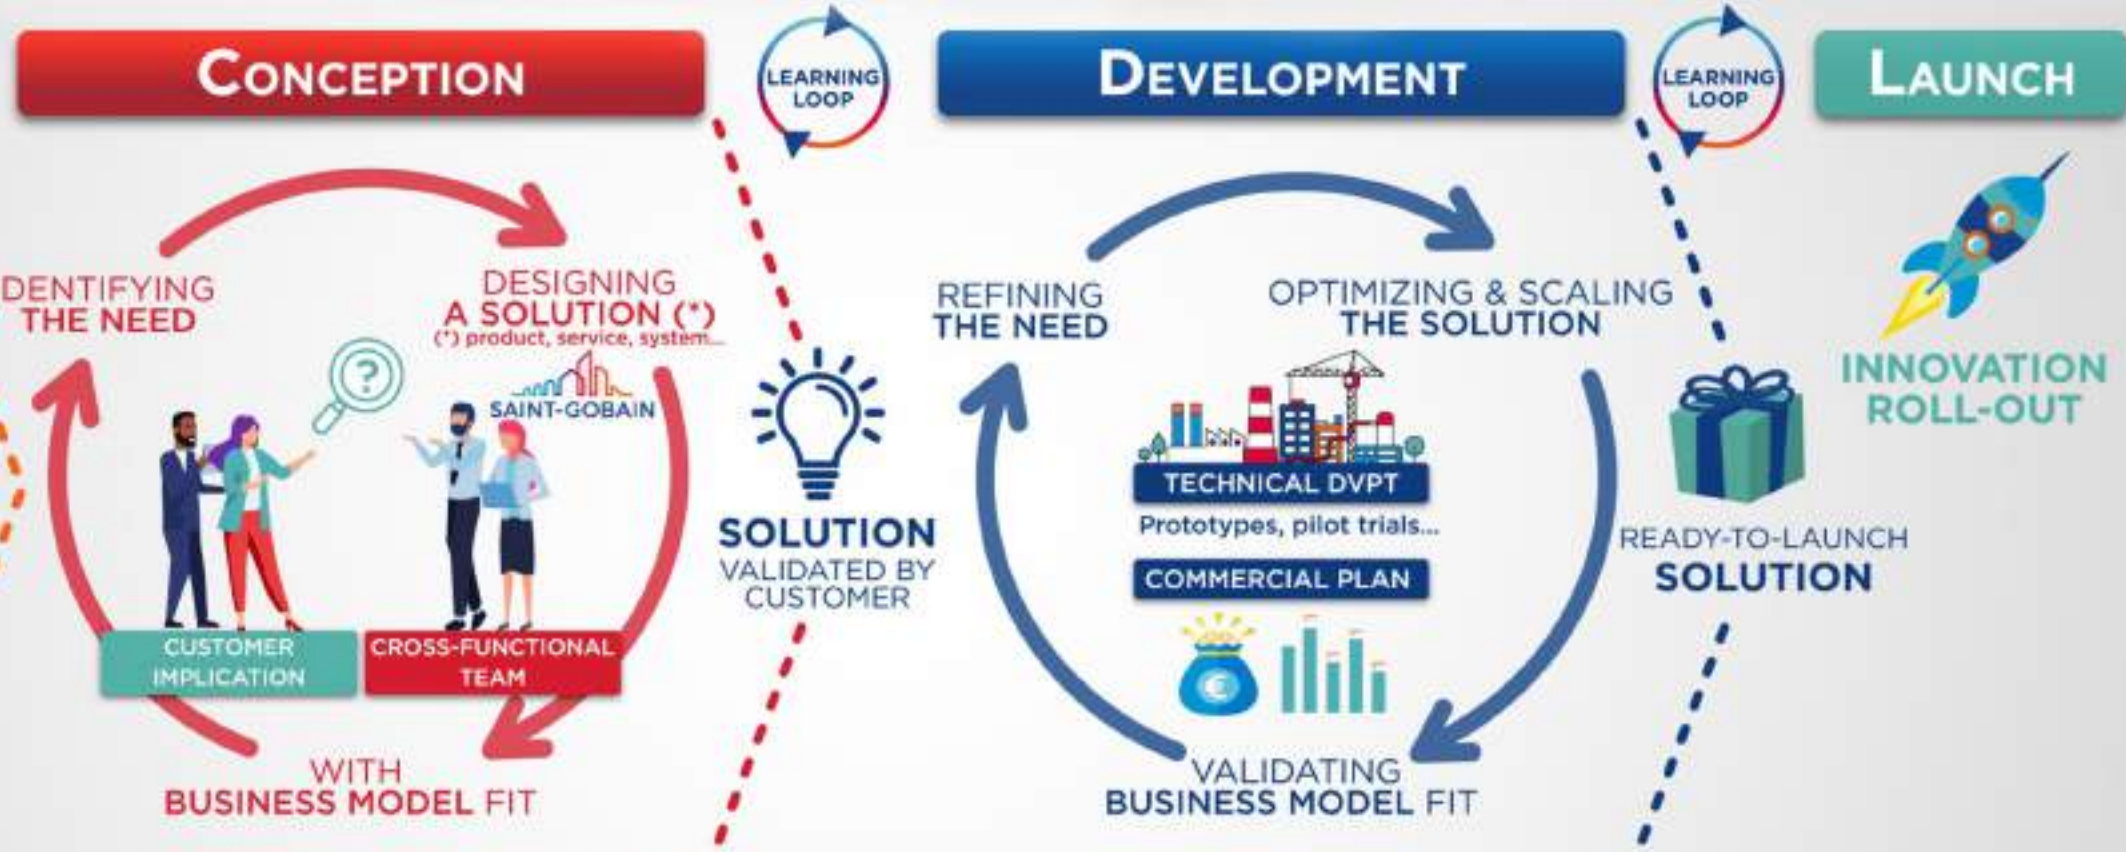 CONCEPTION
LEARNING
LOOP
DEVELOPMENT
LEARNING
LOOP
LAUNCH
DENTIFYING
THE NEED
DESIGNING
A SOLUTION (*)
(*) product, service, system...
?
SAINT-GOBAIN
CUSTOMER
IMPLICATION
CROSS-FUNCTIONAL
TEAM
WITH
BUSINESS MODEL FIT
SOLUTION
VALIDATED BY
CUSTOMER
REFINING
THE NEED
OPTIMIZING & SCALING
THE SOLUTION
TECHNICAL DVPT
Prototypes, pilot trials...
COMMERCIAL PLAN
€
VALIDATING
BUSINESS MODEL FIT
READY-TO-LAUNCH
SOLUTION
INNOVATION
ROLL-OUT